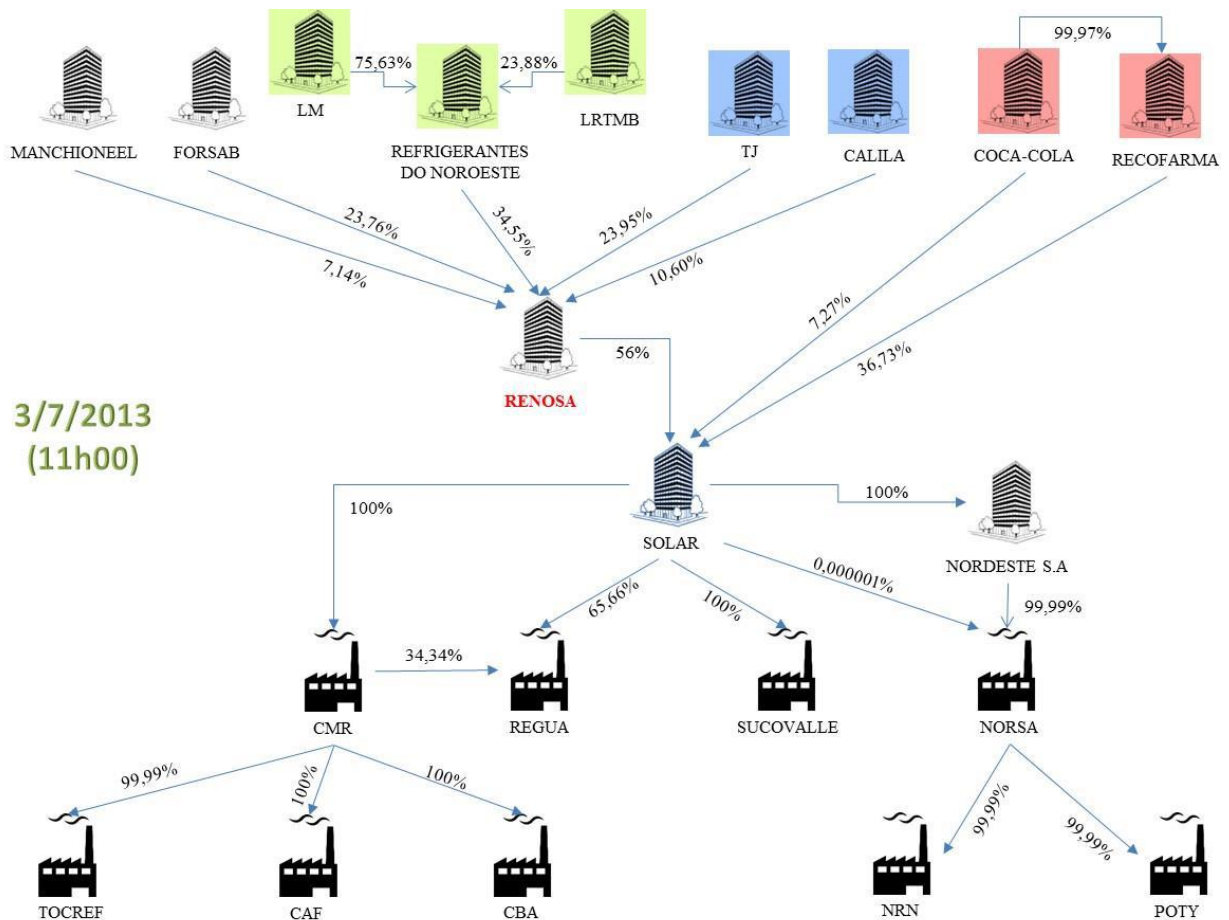 99,97%
75,63%
23,88%
LM
LRTMB
MANCHIONEEL
FORSAB
REFRIGERANTES
DO NOROESTE
TJ
CALILA
COCA-COLA
RECOFARMA
23,76%
34,55%
23,95%
7,14%
10,60%
7,27%
36,73%
56%
RENOSA
3/7/2013
(11h00)
100%
100%
SOLAR
NORDESTE S.A
0,000001%
65,66%
100%
99,99%
34,34%
CMR
REGUA
SUCOVALLE
NORSA
99,99%
100%
100%
99,99%
99,99%
TOCREF
CAF
CBA
NRN
POTY